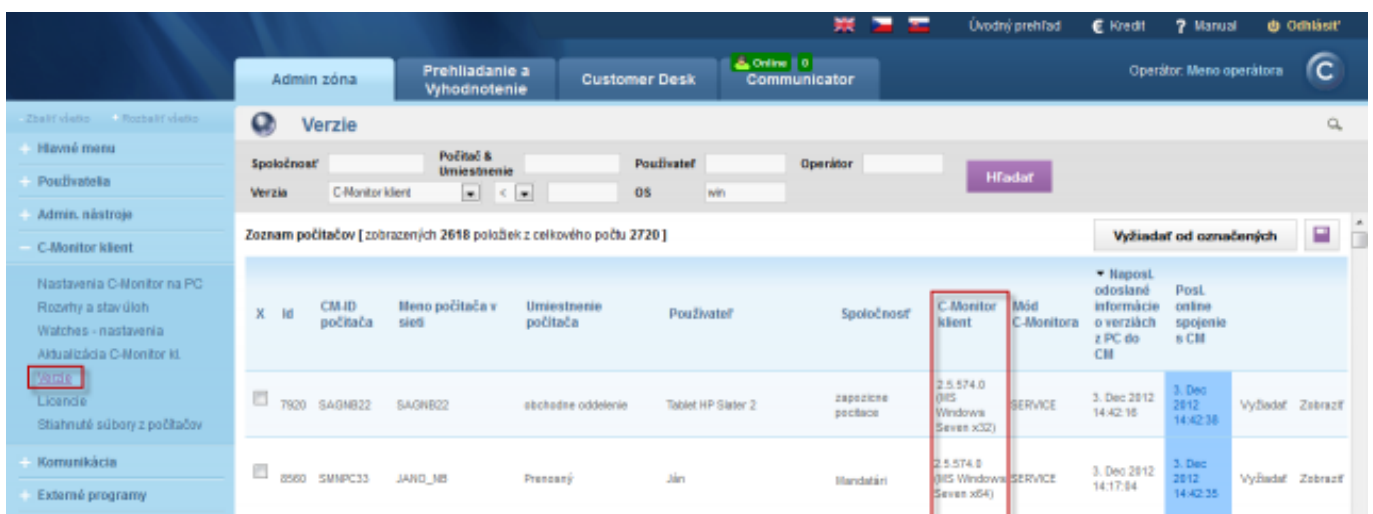 Úvodný prehľad € Kredit ? Manual Odhlásiť
Admin zóna
Prehliadanie a
Vyhodnotenie
Customer Desk
Online 0
Communicator
Operátor: Meno operátora
Zbaliť všetko Rozbaliť všetko
Hlavné menu
Používatelia
Admin. nástroje
C-Monitor klient
Nastavenia C-Monitor na PC
Rozvrhy a stav úloh
Watches - nastavenia
Aktualizácia C-Monitor kl.
Verzie
Licencie
Stiahnuté súbory z počítačov
Komunikácia
Externé programy
Verzie
Spoločnosť
Počítač &
Umiestnenie
Používateľ
Operátor
Hľadať
Verzia C-Monitor klient < OS win
Zoznam počítačov [ zobrazených 2618 položiek z celkového počtu 2720 ]
Vyžiadať od označených
X Id
CM-ID
počítača
Meno počítača v
sieti
Umiestnenie
počítača
Používateľ
Spoločnosť
C-Monitor
klient
Mód
C-Monitora
Naposl.
odoslané
informácie
o verziách
z PC do
CM
Posl.
online
spojenie
s CM
7920 SAGNB22 SAGNB22 obchodne oddelenie Tablet HP Slater 2
zapozicne
pocitace
2.5.574.0
(MS
Windows
Seven x32)
SERVICE
3. Dec 2012
14:42:16
3. Dec
2012
14:42:38
Vyžiadať Zobraziť
8560 SMNPC33 JANO_NB Prenosný Ján Mandatári
2.5.574.0
(MS Windows
Seven x64)
SERVICE
3. Dec 2012
14:17:04
3. Dec
2012
14:42:35
Vyžiadať Zobraziť